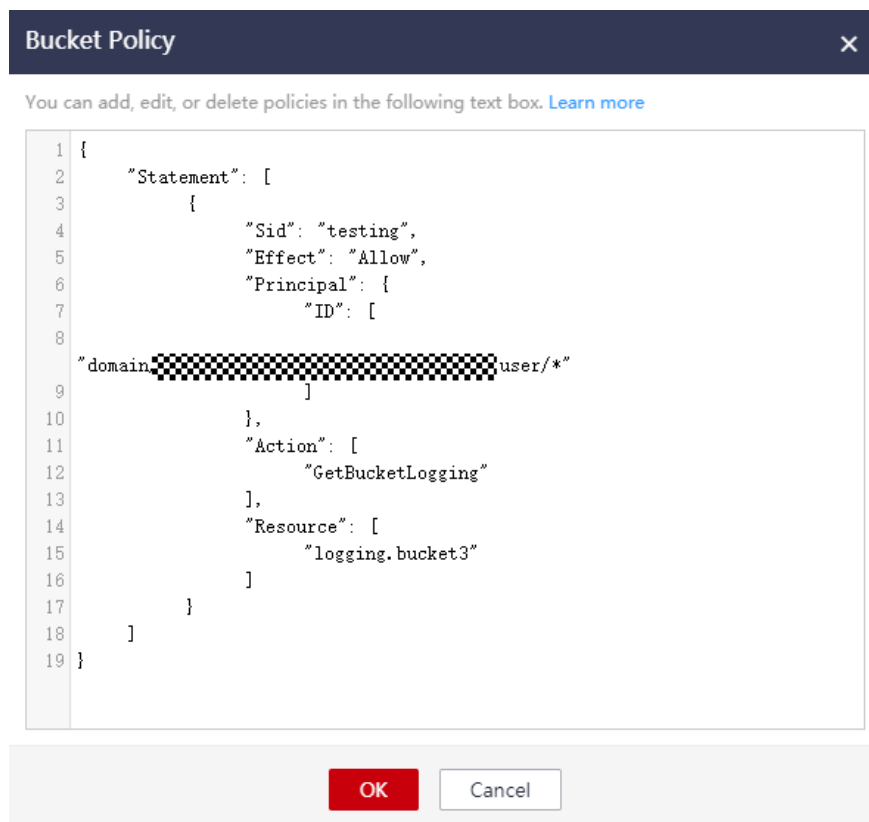 Bucket Policy
You can add, edit, or delete policies in the following text box. Learn more
1 {
2 "Statement": [
3 {
4 "Sid": "testing",
5 "Effect": "Allow",
6 "Principal": {
7 "ID": [
8
"domain user/*"
9 ]
10 },
11 "Action": [
12 "GetBucketLogging"
13 ],
14 "Resource": [
15 "logging.bucket3"
16 ]
17 }
18 ]
19 }
OK Cancel